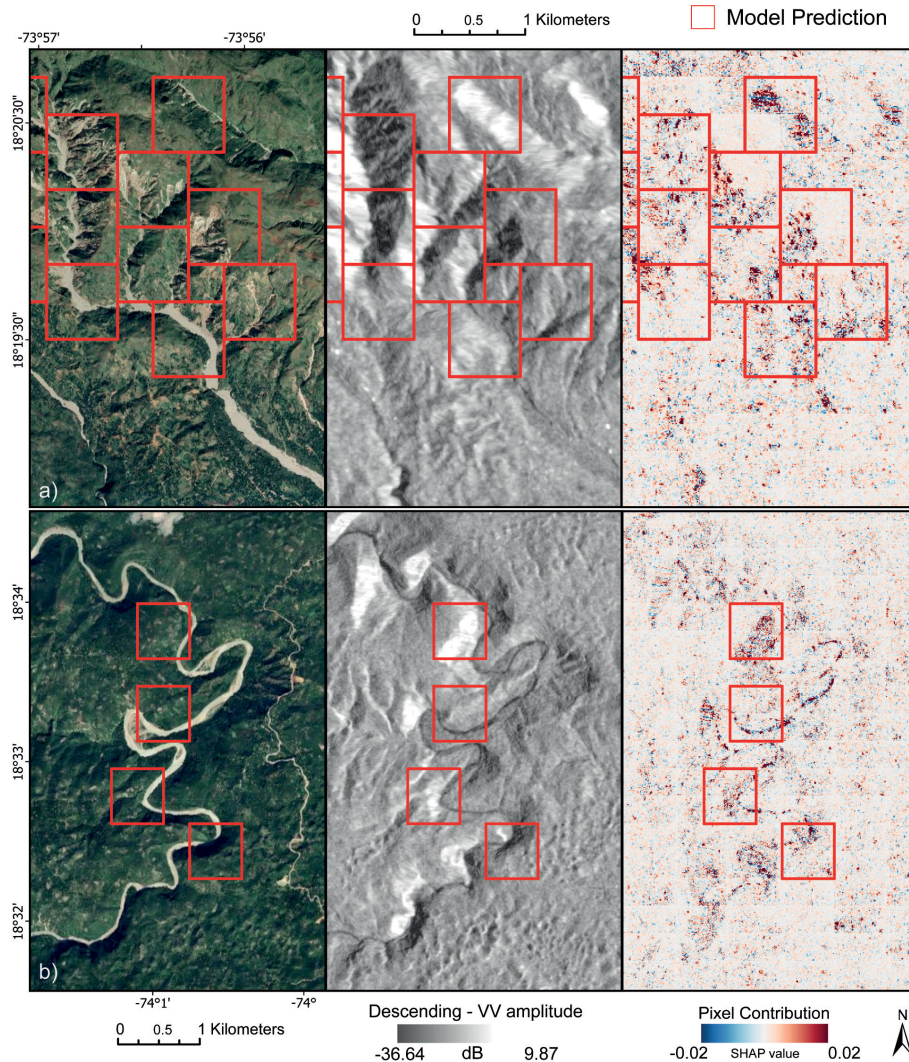 0 0.5 1 Kilometers
Model Prediction
-73°57' -73°56'
18°20'30"
18°19'30"
a)
18°34'
18°33'
18°32'
b)
-74°1' -74°
0 0.5 1 Kilometers
Descending - VV amplitude
-36.64 dB 9.87
Pixel Contribution
-0.02 SHAP value 0.02
N